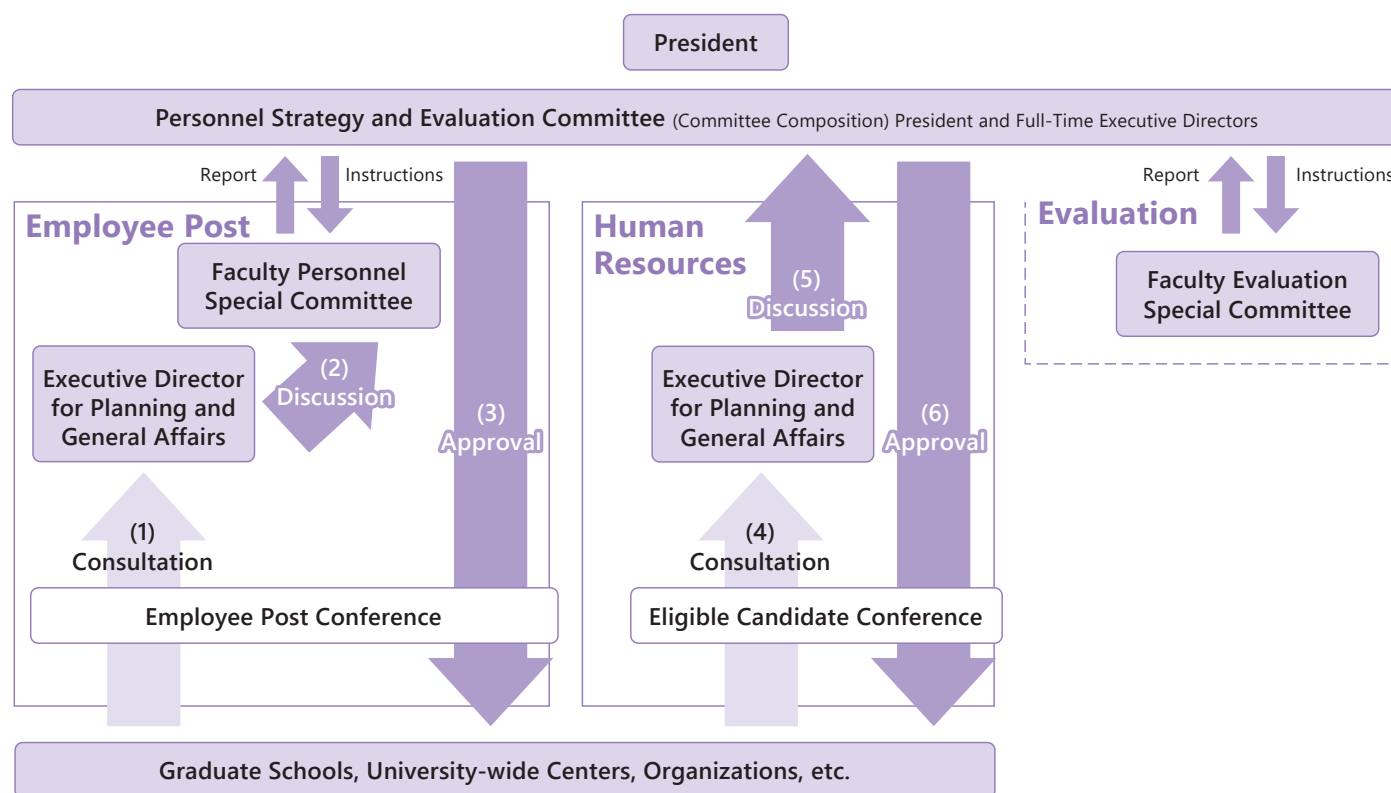 President
Personnel Strategy and Evaluation Committee (Committee Composition) President and Full-Time Executive Directors
Report
Instructions
Employee Post
Faculty Personnel
Special Committee
Executive Director
for Planning and
General Affairs
(2)
Discussion
(3)
Approval
(1)
Consultation
Employee Post Conference
Human
Resources
(5)
Discussion
Executive Director
for Planning and
General Affairs
(6)
Approval
(4)
Consultation
Eligible Candidate Conference
Report
Instructions
Evaluation
Faculty Evaluation
Special Committee
Graduate Schools, University-wide Centers, Organizations, etc.